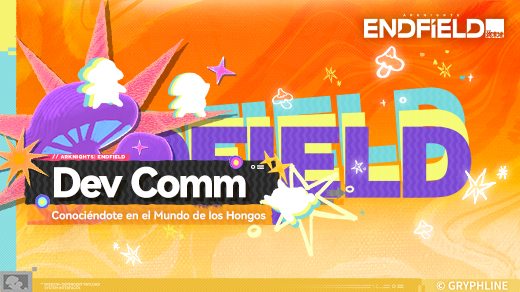 ARKNIGHTS
ENDFIELD
FIELD
// ARKNIGHTS: ENDFIELD
Dev Comm
Conociéndote en el Mundo de los Hongos
© GRYPHLINE